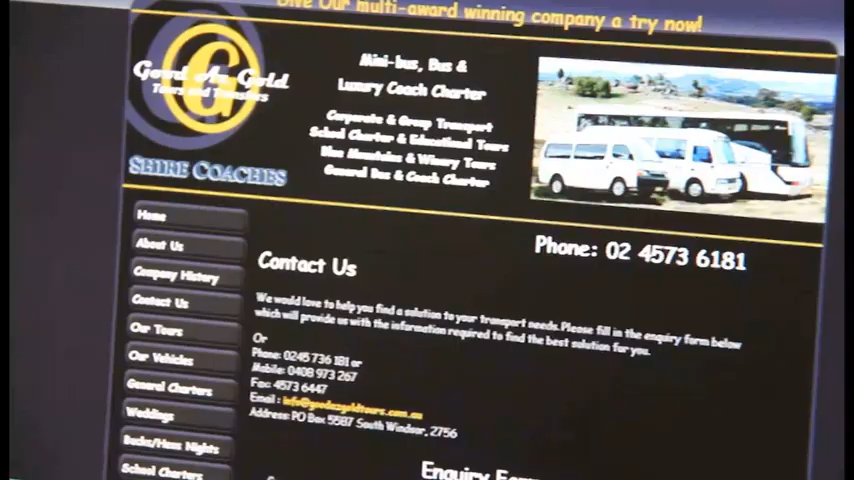 Give Our multi-award winning company a try now!
Good As Gold
Tours and Transfers
SHIRE COACHES
Mini-bus, Bus &
Luxury Coach Charter
Corporate & Group Transport
School Charter & Educational Tours
Blue Mountains & Winery Tours
General Bus & Coach Charter
Phone: 02 4573 6181
Home
About Us
Company History
Contact Us
Our Tours
Our Vehicles
General Charters
Weddings
Bucks/Hens Nights
School Charters
Contact Us
We would love to help you find a solution to your transport needs. Please fill in the enquiry form below
which will provide us with the information required to find the best solution for you.
Or
Phone: 0245 736 181 or
Mobile: 0408 973 267
Fax: 4573 6447
Email : info@goodasgoldtours.com.au
Address: PO Box 5587 South Windsor, 2756
Enquiry Form